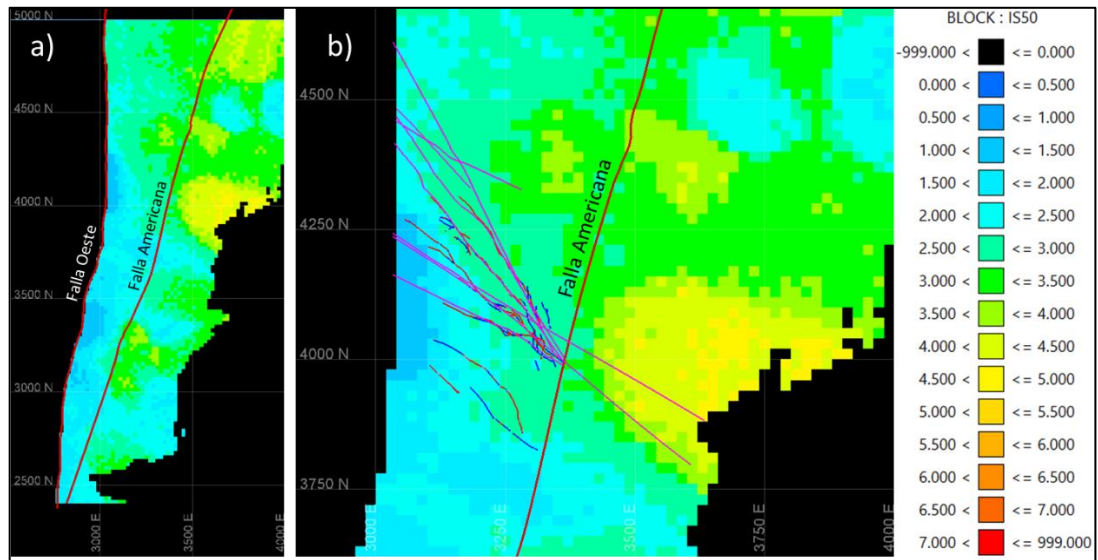 a)
5000 N
4500 N
4000 N
3500 N
3000 N
2500 N
3000 E
3500 E
4000 E
Falla Oeste
Falla Americana
b)
4500 N
4250 N
4000 N
3750 N
3000 E
3250 E
3500 E
3750 E
4000 E
Falla Americana
BLOCK : IS50
-999.000 < <= 0.000
0.000 < <= 0.500
0.500 < <= 1.000
1.000 < <= 1.500
1.500 < <= 2.000
2.000 < <= 2.500
2.500 < <= 3.000
3.000 < <= 3.500
3.500 < <= 4.000
4.000 < <= 4.500
4.500 < <= 5.000
5.000 < <= 5.500
5.500 < <= 6.000
6.000 < <= 6.500
6.500 < <= 7.000
7.000 < <= 999.000